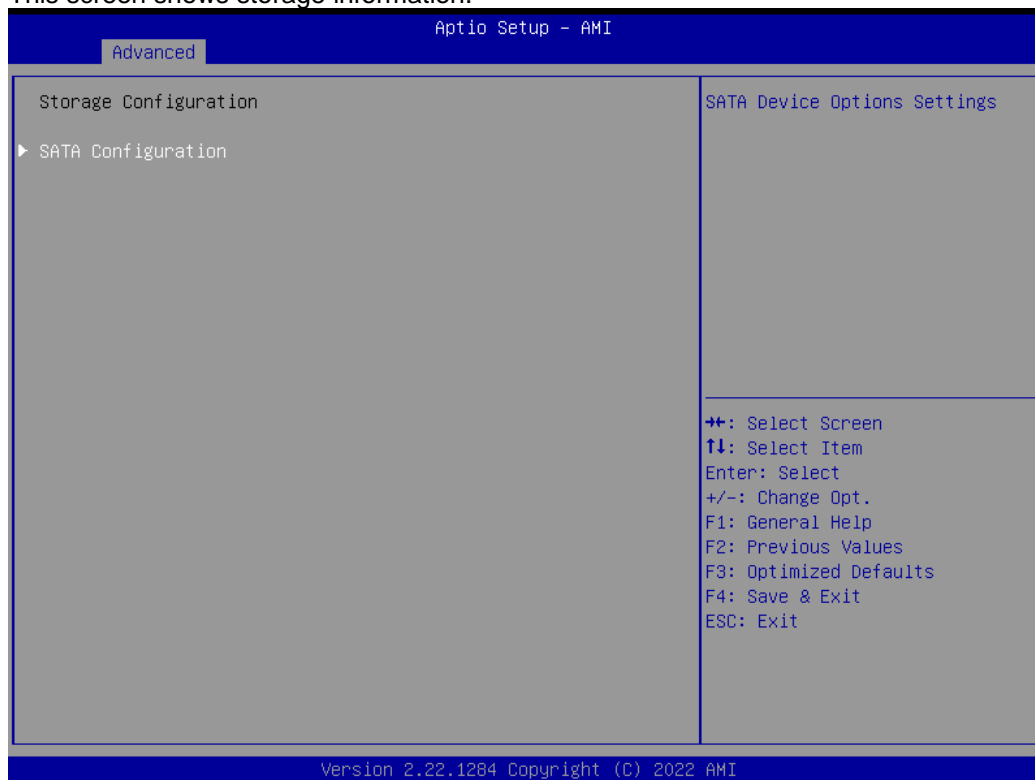 This screen shows storage information.
Aptio Setup – AMI
Advanced
Storage Configuration
► SATA Configuration
SATA Device Options Settings
→←: Select Screen
↑↓: Select Item
Enter: Select
+/-: Change Opt.
F1: General Help
F2: Previous Values
F3: Optimized Defaults
F4: Save & Exit
ESC: Exit
Version 2.22.1284 Copyright (C) 2022 AMI